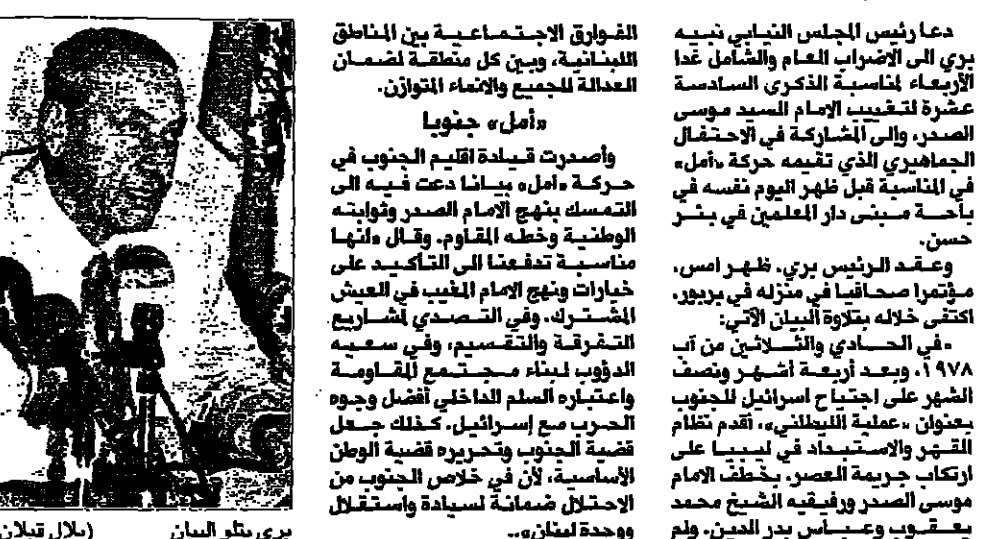 دعا رئيس المجلس النيابي نبيه
بري الى الاضراب العام والشامل غدا
الأربعاء لمناسبة الذكرى السادسة
عشرة لتغييب الامام السيد موسى
الصدر، وإلى المشاركة في الاحتفال
الجماهيري الذي تقيمه حركة «أمل»
في المناسبة قبل ظهر اليوم نفسه في
باحة مبنى دار المعلمين في بئر
حسن.
وعقد الرئيس بري، ظهر امس،
مؤتمرا صحافيا في منزله في بربور،
اكتفى خلاله بتلاوة البيان الآتي:
«في الحادي والثلاثين من آب
١٩٧٨، وبعد أربعة أشهر ونصف
الشهر على اجتياح اسرائيل للجنوب
بعنوان «عملية الليطاني»، أقدم نظام
القهر والاستبداد في ليبيا على
ارتكاب جريمة العصر، بخطف الامام
موسى الصدر ورفيقيه الشيخ محمد
يعقوب وعباس بدر الدين. ولم
الفوارق الاجتماعية بين المناطق
اللبنانية، وبين كل منطقة لضمان
العدالة للجميع والانماء المتوازن.
«أمل» جنوبا
وأصدرت قيادة اقليم الجنوب في
حركة «امل» بيانا دعت فيه الى
التمسك بنهج الامام الصدر وثوابته
الوطنية وخطه المقاوم. وقال «انها
مناسبة تدفعنا الى التأكيد على
خيارات ونهج الامام المغيب في العيش
المشترك، وفي التصدي لمشاريع
التفرقة والتقسيم، وفي سعيه
الدؤوب لبناء مجتمع المقاومة
واعتباره السلم الداخلي أفضل وجوه
الحرب مع إسرائيل، كذلك جعل
قضية الجنوب وتحريره قضية الوطن
الأساسية، لأن في خلاص الجنوب من
الاحتلال ضمانة لسيادة واستقلال
ووحدة لبنان»..
بري يتلو البيان (بلال قبلان